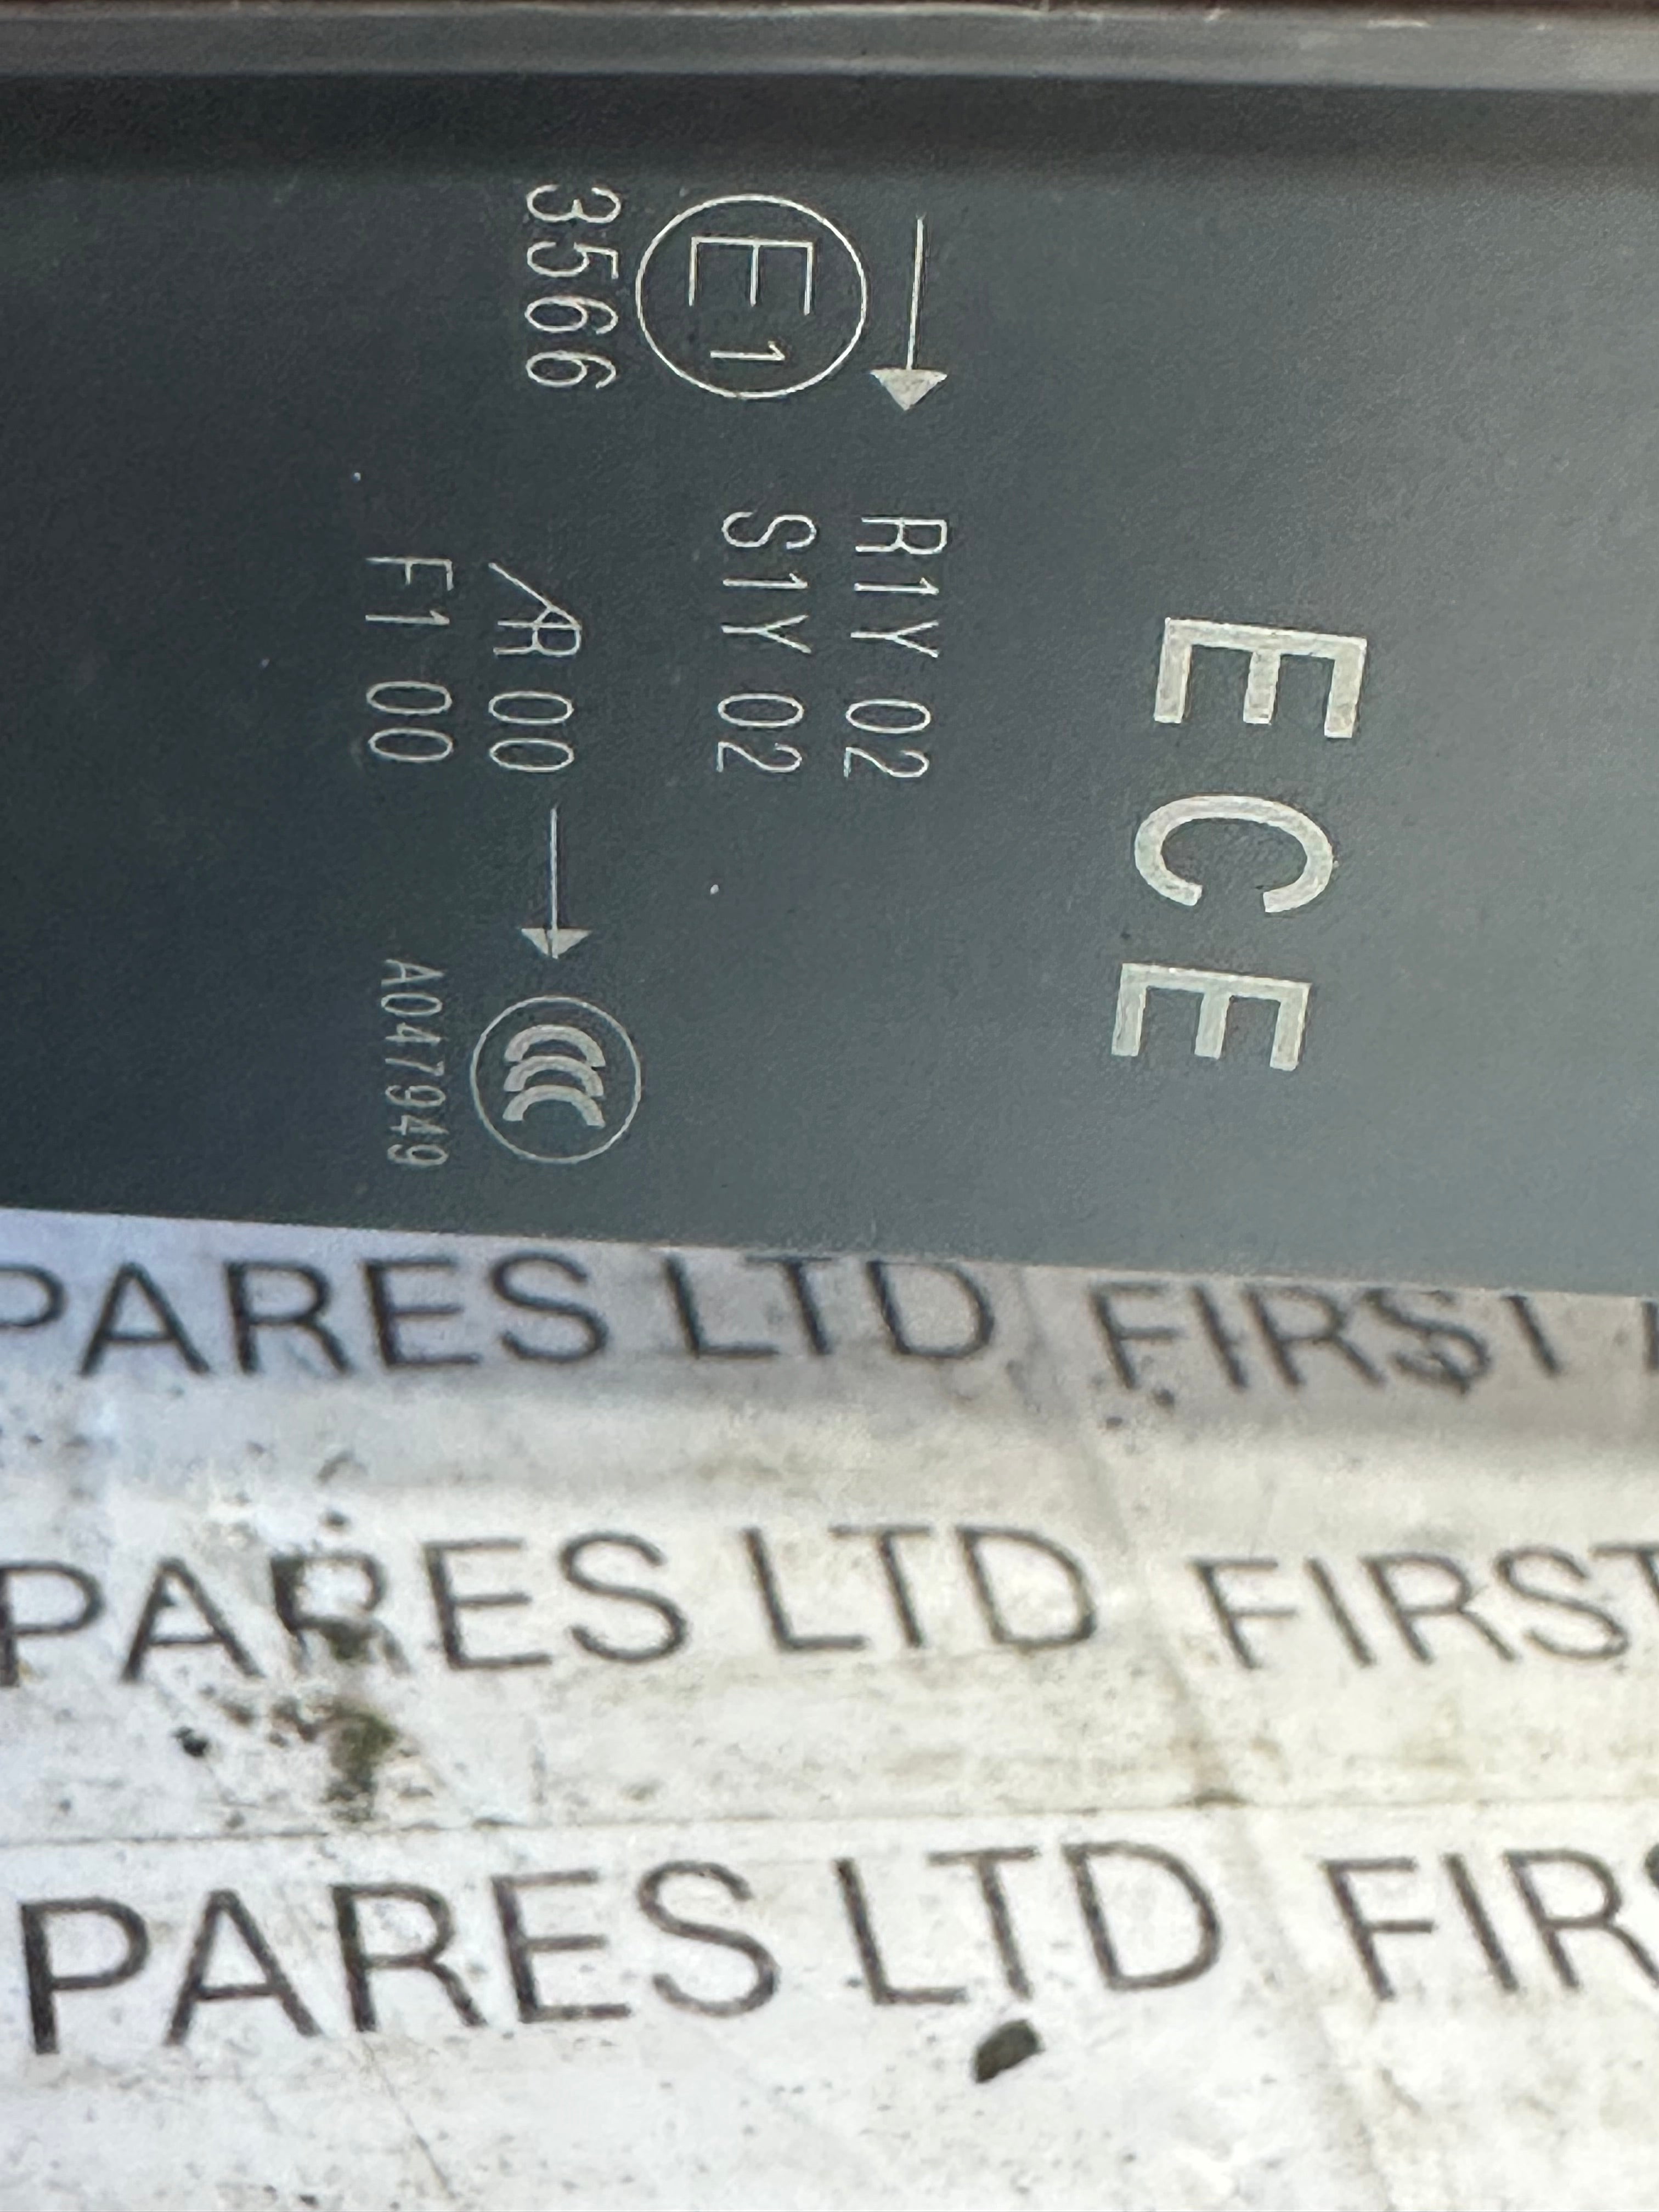 ECE
R1Y 02
E1
S1Y 02
3566
AR 00
CCC
F1 00
A047949
PARES LTD FIRST
PARES LTD FIRST
PARES LTD FIR